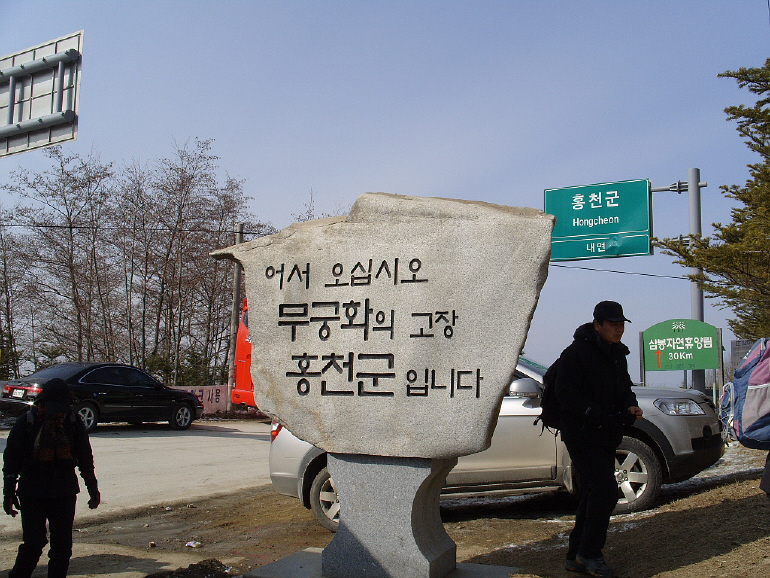 어서 오십시오
무궁화의 고장
홍천군 입니다
홍천군
Hongcheon
내면
삼봉자연휴양림
30Km